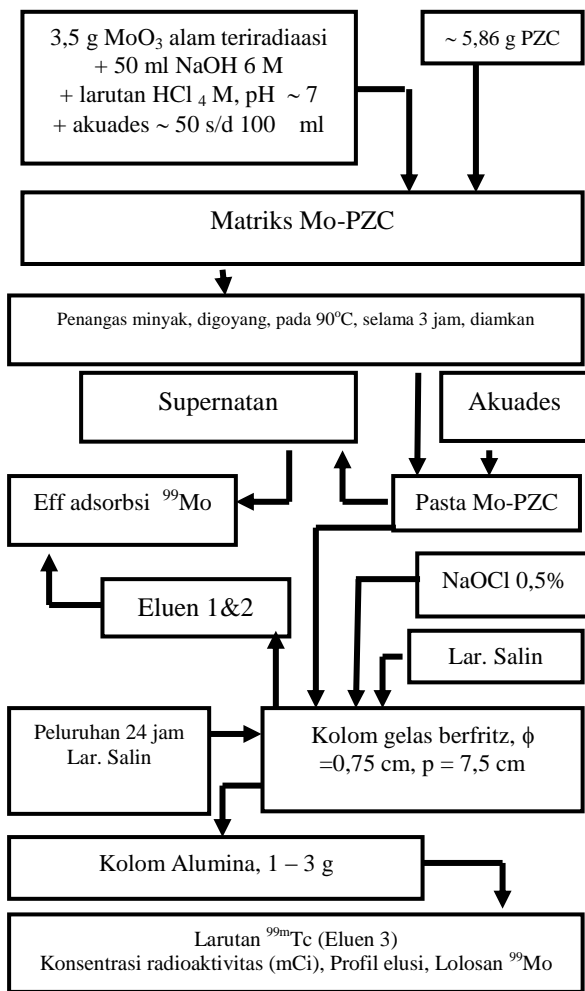 3,5 g MoO3 alam teriradiaasi
+ 50 ml NaOH 6 M
+ larutan HCl 4 M, pH ~ 7
+ akuades ~ 50 s/d 100 ml
~ 5,86 g PZC
Matriks Mo-PZC
Penangas minyak, digoyang, pada 90°C, selama 3 jam, diamkan
Supernatan
Akuades
Eff adsorbsi 99Mo
Pasta Mo-PZC
NaOCl 0,5%
Eluen 1&2
Lar. Salin
Peluruhan 24 jam
Lar. Salin
Kolom gelas berfritz, ϕ
=0,75 cm, p = 7,5 cm
Kolom Alumina, 1 – 3 g
Larutan 99mTc (Eluen 3)
Konsentrasi radioaktivitas (mCi), Profil elusi, Lolosan 99Mo